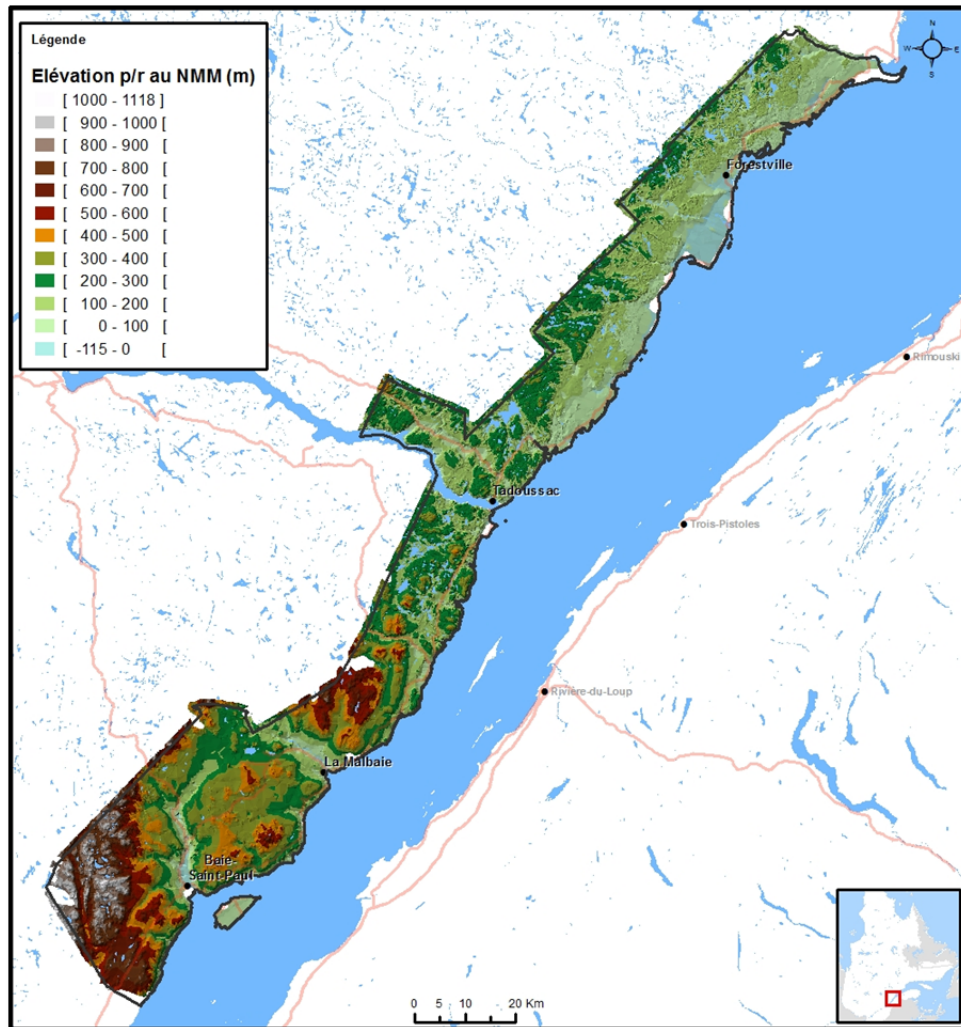 Légende
Elévation p/r au NMM (m)
[ 1000 - 1118 ]
[ 900 - 1000 [
[ 800 - 900 [
[ 700 - 800 [
[ 600 - 700 [
[ 500 - 600 [
[ 400 - 500 [
[ 300 - 400 [
[ 200 - 300 [
[ 100 - 200 [
[ 0 - 100 [
[ -115 - 0 [
N
W E
S
Forestville
Rimouski
Tadoussac
Trois-Pistoles
Rivière-du-Loup
La Malbaie
Baie-
Saint-Paul
0 5 10 20 Km